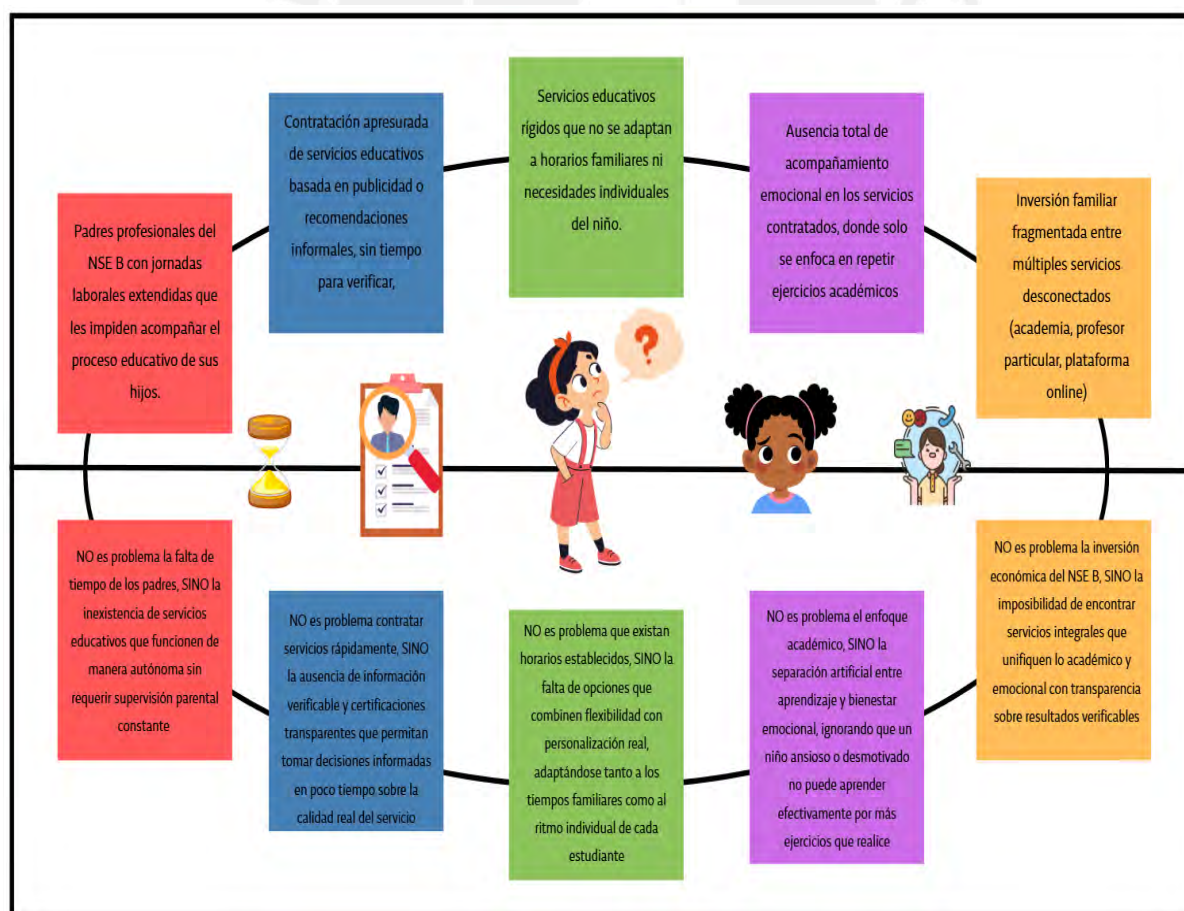 Padres profesionales del
NSE B con jornadas
laborales extendidas que
les impiden acompañar el
proceso educativo de sus
hijos.
Contratación apresurada
de servicios educativos
basada en publicidad o
recomendaciones
informales, sin tiempo
para verificar,
Servicios educativos
rígidos que no se adaptan
a horarios familiares ni
necesidades individuales
del niño.
Ausencia total de
acompañamiento
emocional en los servicios
contratados, donde solo
se enfoca en repetir
ejercicios académicos
Inversión familiar
fragmentada entre
múltiples servicios
desconectados
(academia, profesor
particular, plataforma
online)
?
NO es problema la falta de
tiempo de los padres, SINO la
inexistencia de servicios
educativos que funcionen de
manera autónoma sin
requerir supervisión parental
constante
NO es problema contratar
servicios rápidamente, SINO
la ausencia de información
verificable y certificaciones
transparentes que permitan
tomar decisiones informadas
en poco tiempo sobre la
calidad real del servicio
NO es problema que existan
horarios establecidos, SINO la
falta de opciones que
combinen flexibilidad con
personalización real,
adaptándose tanto a los
tiempos familiares como al
ritmo individual de cada
estudiante
NO es problema el enfoque
académico, SINO la
separación artificial entre
aprendizaje y bienestar
emocional, ignorando que un
niño ansioso o desmotivado
no puede aprender
efectivamente por más
ejercicios que realice
NO es problema la inversión
económica del NSE B, SINO la
imposibilidad de encontrar
servicios integrales que
unifiquen lo académico y
emocional con transparencia
sobre resultados verificables